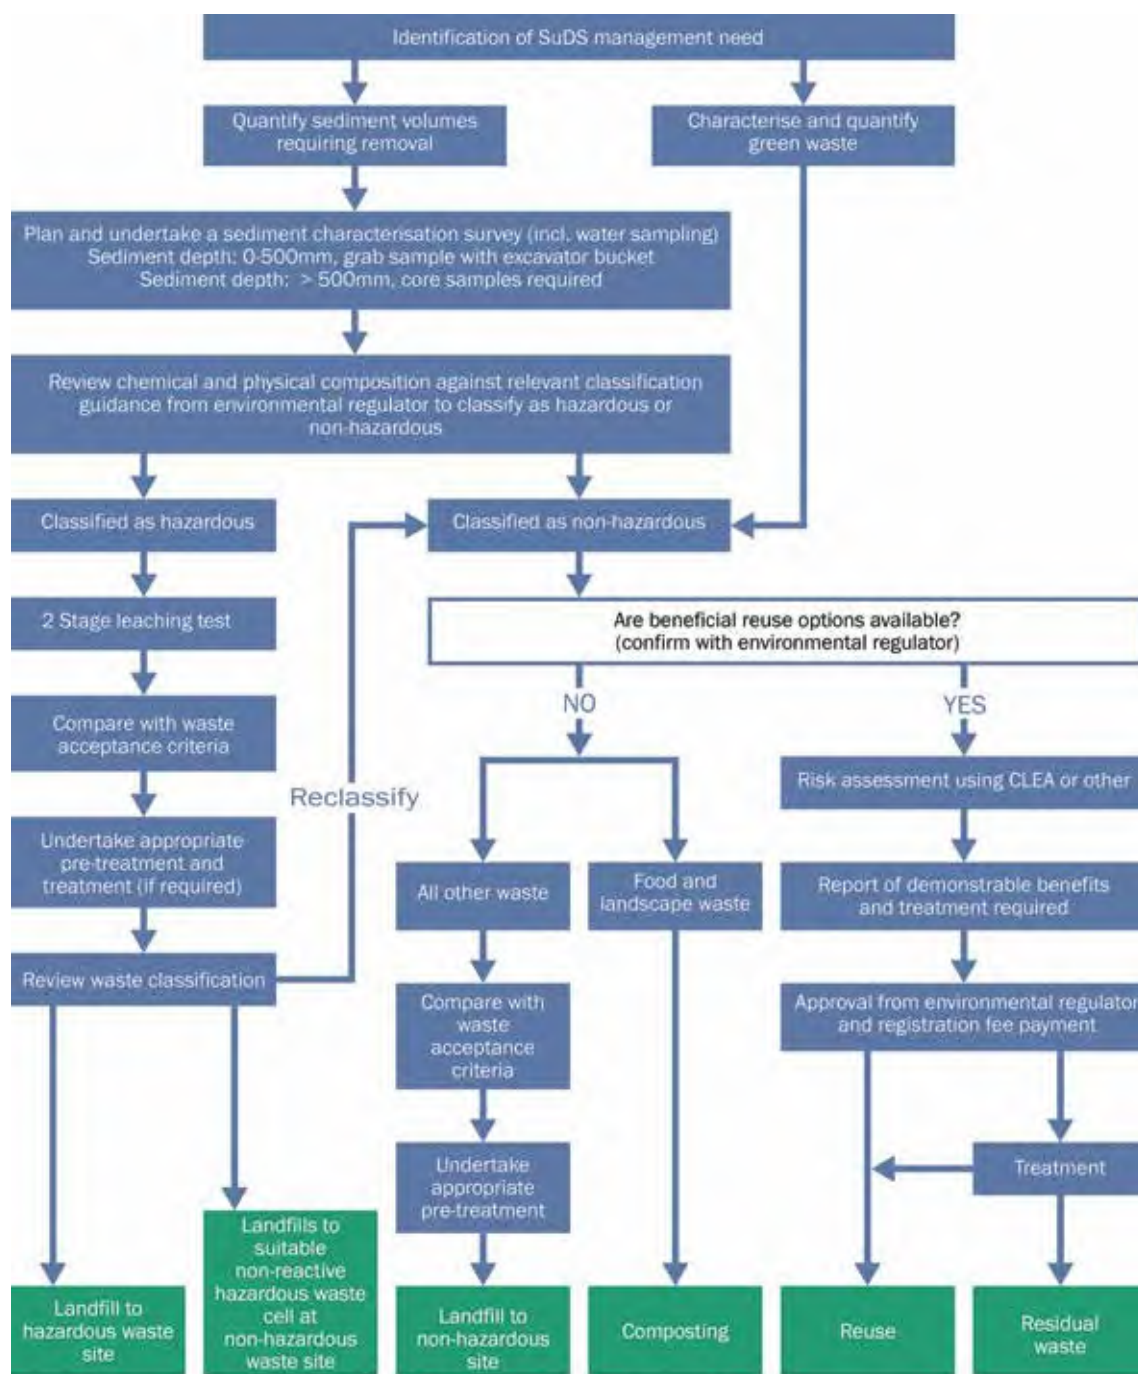 Identification of SuDS management need
Quantify sediment volumes
requiring removal
Characterise and quantify
green waste
Plan and undertake a sediment characterisation survey (incl. water sampling)
Sediment depth: 0-500mm, grab sample with excavator bucket
Sediment depth: > 500mm, core samples required
Review chemical and physical composition against relevant classification
guidance from environmental regulator to classify as hazardous or
non-hazardous
Classified as hazardous
Classified as non-hazardous
2 Stage leaching test
Are beneficial reuse options available?
(confirm with environmental regulator)
NO
YES
Compare with waste
acceptance criteria
Reclassify
Risk assessment using CLEA or other
Undertake appropriate
pre-treatment and
treatment (if required)
All other waste
Food and
landscape waste
Report of demonstrable benefits
and treatment required
Review waste classification
Compare with
waste
acceptance
criteria
Approval from environmental regulator
and registration fee payment
Undertake
appropriate
pre-treatment
Treatment
Landfill to
hazardous waste
site
Landfills to
suitable
non-reactive
hazardous waste
cell at
non-hazardous
waste site
Landfill to
non-hazardous
site
Composting
Reuse
Residual
waste